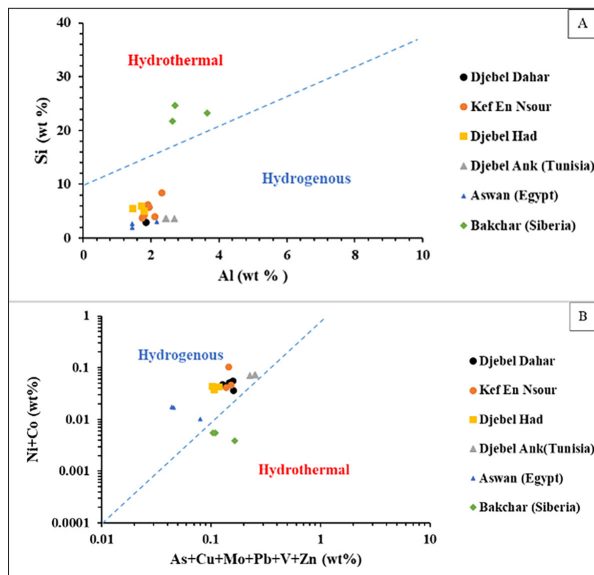 A
Si (wt %)
40
30
20
10
0
0 2 4 6 8 10
Al (wt % )
Hydrothermal
Hydrogenous
Djebel Dahar
Kef En Nsour
Djebel Had
Djebel Ank (Tunisia)
Aswan (Egypt)
Bakchar (Siberia)
B
Ni+Co (wt%)
1
0.1
0.01
0.001
0.0001
0.01 0.1 1 10
As+Cu+Mo+Pb+V+Zn (wt%)
Hydrogenous
Hydrothermal
Djebel Dahar
Kef En Nsour
Djebel Had
Djebel Ank(Tunisia)
Aswan (Egypt)
Bakchar (Siberia)